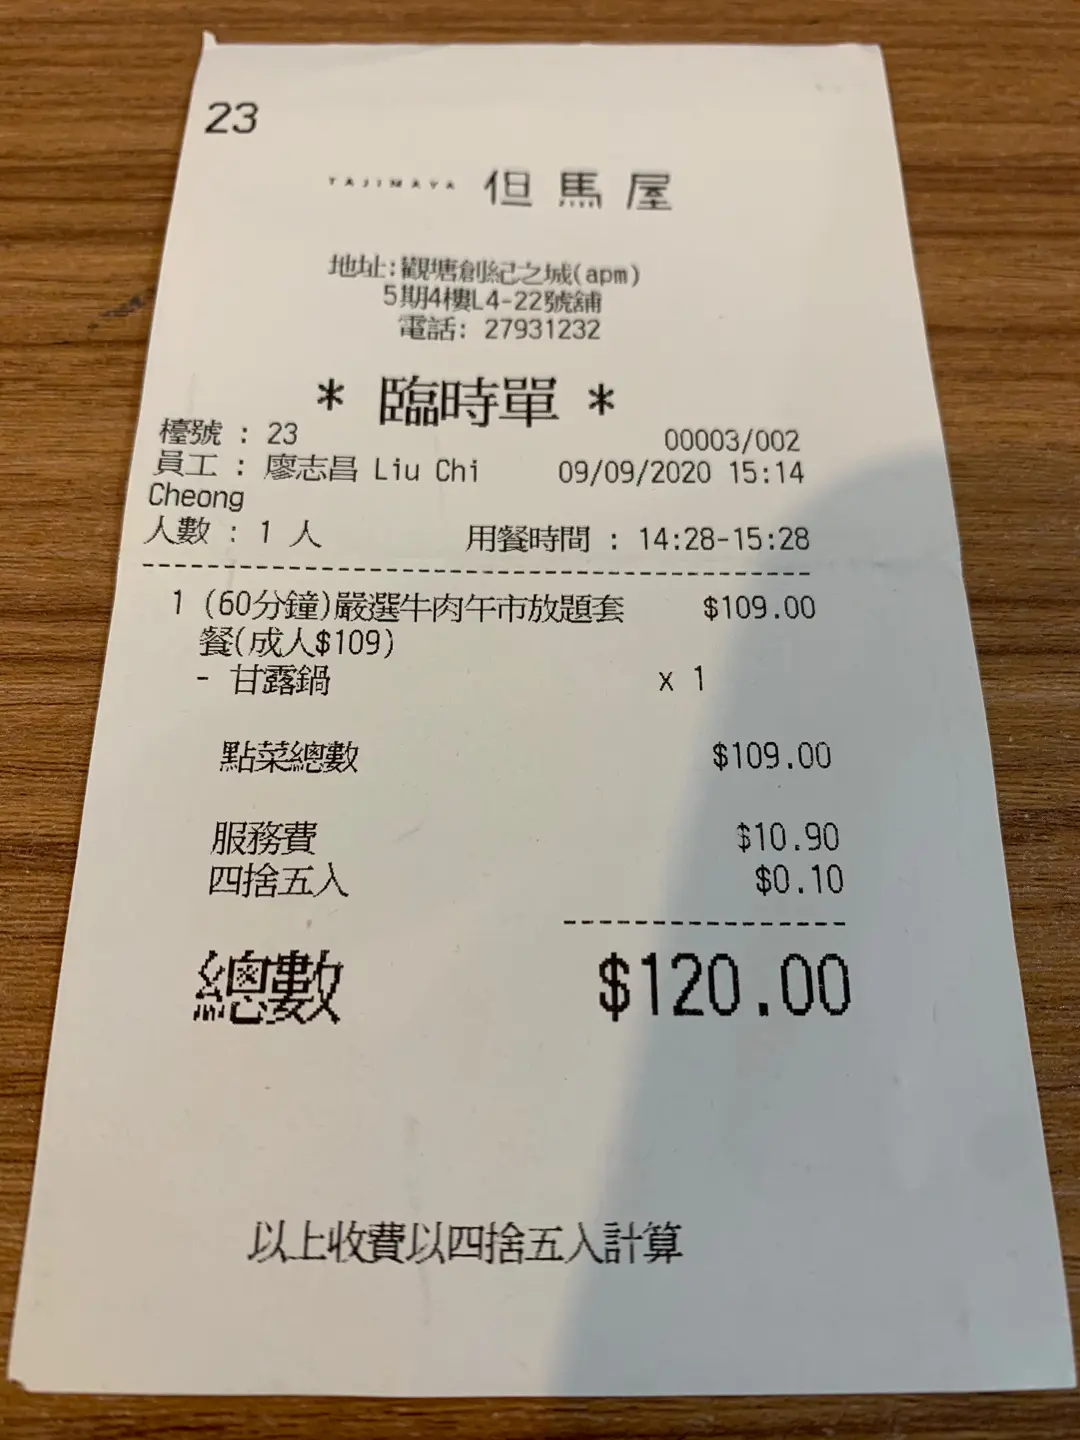 23
TAJIMAYA 但馬屋
地址:觀塘創紀之城(apm)
5期4樓L4-22號舖
電話: 27931232
* 臨時單 *
檯號 : 23 00003/002
員工 : 廖志昌 Liu Chi 09/09/2020 15:14
Cheong
人數 : 1 人 用餐時間 : 14:28-15:28
1 (60分鐘)嚴選牛肉午市放題套 $109.00
餐(成人$109)
- 甘露鍋 x 1
點菜總數 $109.00
服務費 $10.90
四捨五入 $0.10
總數 $120.00
以上收費以四捨五入計算